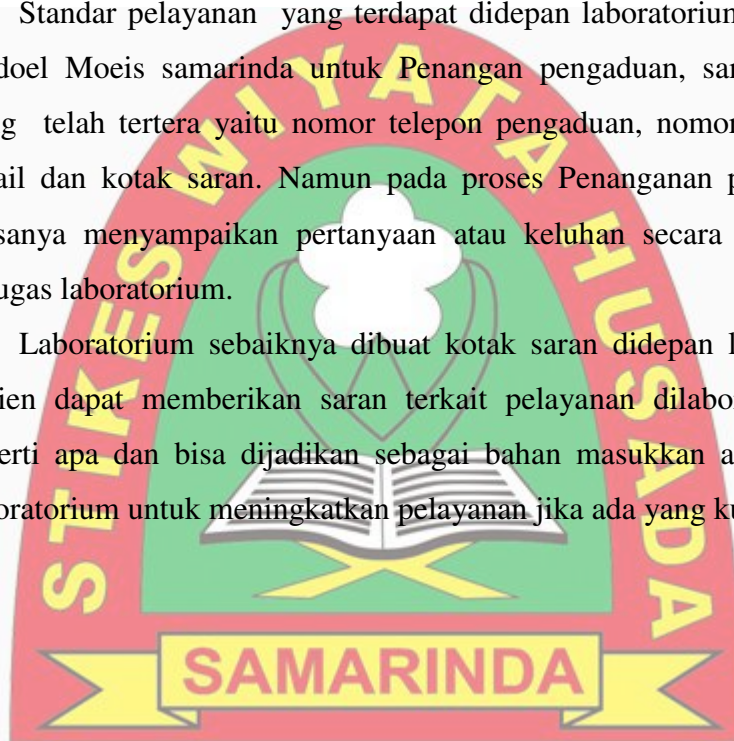 Standar pelayanan yang terdapat didepan laboratorium
doel Moeis samarinda untuk Penangan pengaduan, sar
g telah tertera yaitu nomor telepon pengaduan, nomor
ail dan kotak saran. Namun pada proses Penanganan p
sanya menyampaikan pertanyaan atau keluhan secara
ugas laboratorium.
Laboratorium sebaiknya dibuat kotak saran didepan l
ien dapat memberikan saran terkait pelayanan dilabor
erti apa dan bisa dijadikan sebagai bahan masukkan a
oratorium untuk meningkatkan pelayanan jika ada yang ku
STIKES WIYATA HUSADA
SAMARINDA